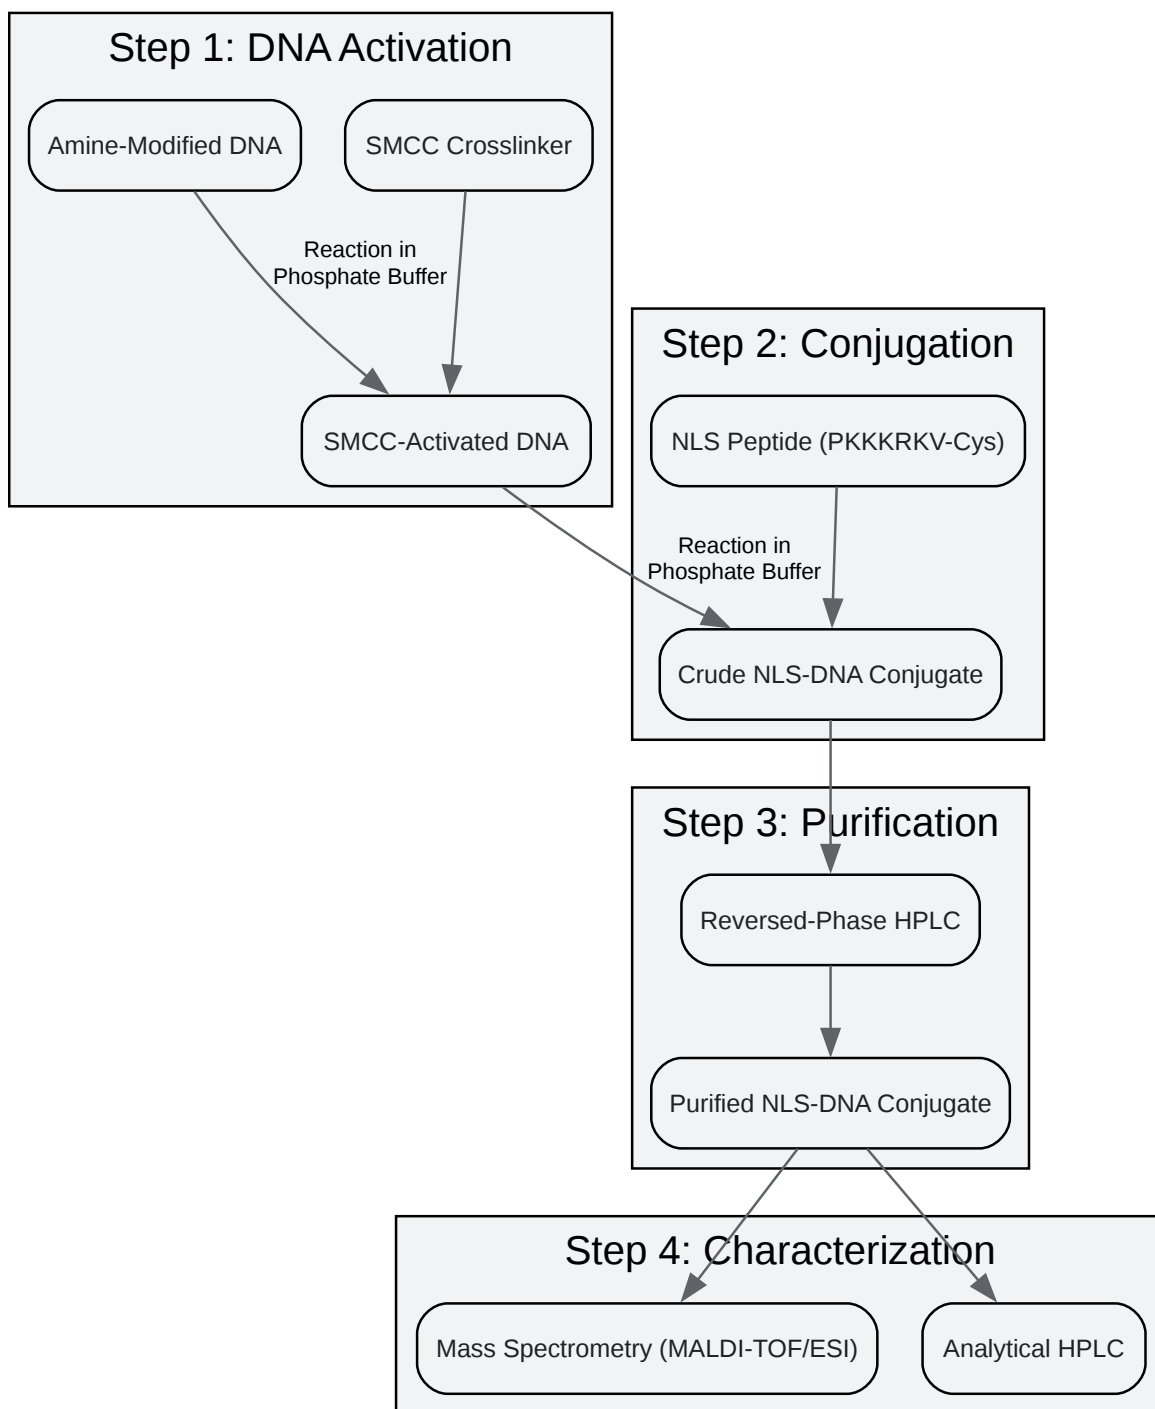 Step 1: DNA Activation
Amine-Modified DNA
SMCC Crosslinker
Reaction in
Phosphate Buffer
SMCC-Activated DNA
Step 2: Conjugation
NLS Peptide (PKKKRKV-Cys)
Reaction in
Phosphate Buffer
Crude NLS-DNA Conjugate
Step 3: Purification
Reversed-Phase HPLC
Purified NLS-DNA Conjugate
Step 4: Characterization
Mass Spectrometry (MALDI-TOF/ESI)
Analytical HPLC